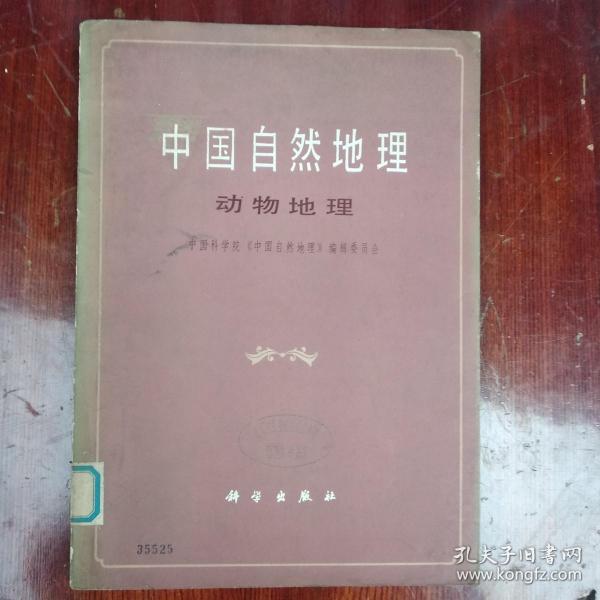 中国自然地理
动物地理
中国科学院《中国自然地理》编辑委员会
科学出版社
35525
孔夫子旧书网
www.kongfz.com